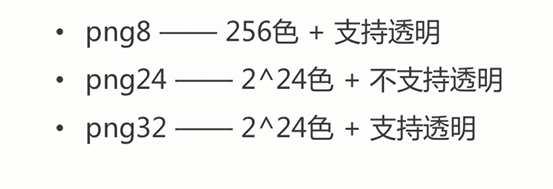 • png8 —— 256色 + 支持透明
• png24 —— 2^24色 + 不支持透明
• png32 —— 2^24色 + 支持透明